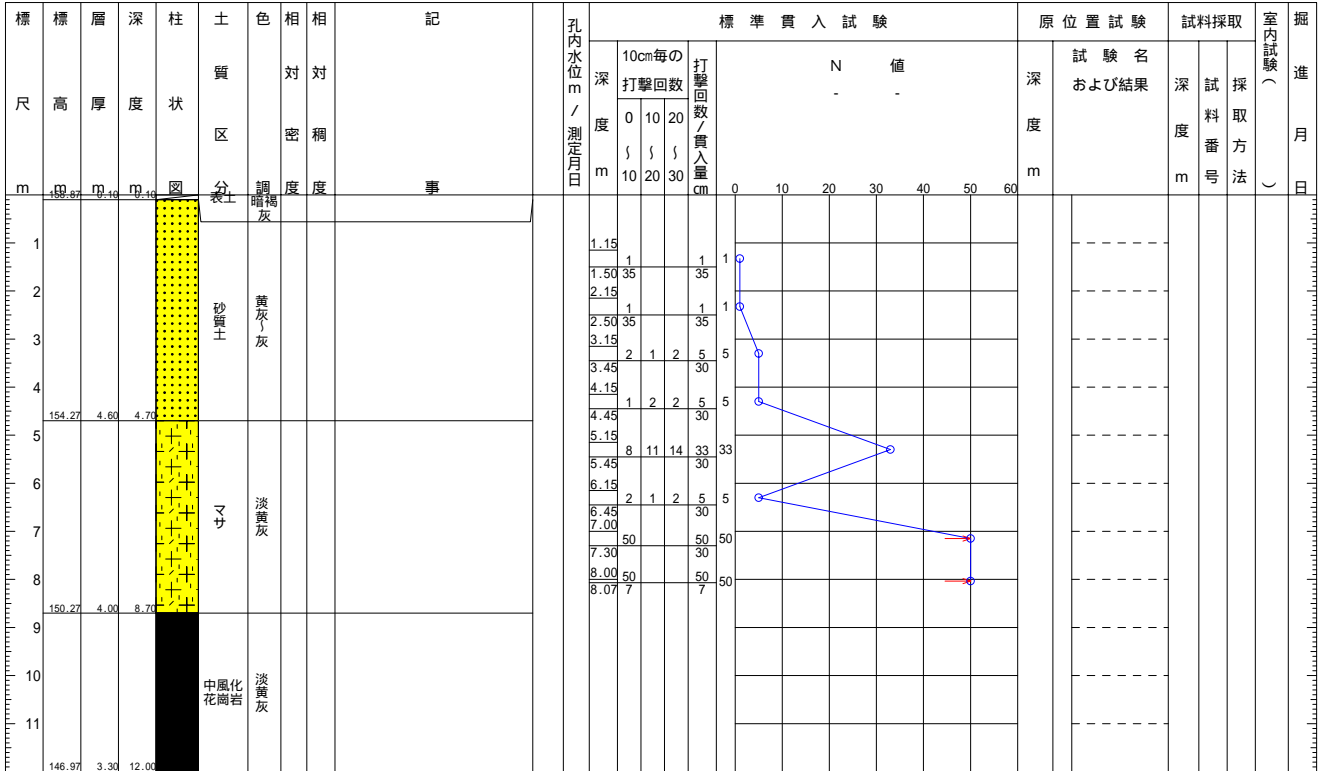 標尺 m
標高 m
層厚 m
深度 m
柱状図
土質区分
色調
相対密度
相対稠度
記事
孔内水位m/測定月日
標準貫入試験
深度 m
10cm毎の打撃回数
0 10 20
〜 〜 〜
10 20 30
打撃回数/貫入量 cm
N 値
- -
0 10 20 30 40 50 60
原位置試験
深度 m
試験名および結果
試料採取
深度 m
試料番号
採取方法
室内試験（ ）
掘進月日
158.87 0.10 0.10 表土 暗褐灰
1
1.15
1 1 1
1.50 35 35
2
2.15
砂質土 黄灰〜灰
1 1 1
2.50 35 35
3
3.15
2 1 2 5 5
3.45 30
4
4.15
1 2 2 5 5
4.45 30
154.27 4.60 4.70
5
5.15
8 11 14 33 33
5.45 30
6
6.15
マサ 淡黄灰
2 1 2 5 5
6.45 30
7
7.00
50 50 50
7.30 30
8
8.00
50 50 50
8.07 7 7
150.27 4.00 8.70
9
10
中風化花崗岩 淡黄灰
11
146.97 3.30 12.00